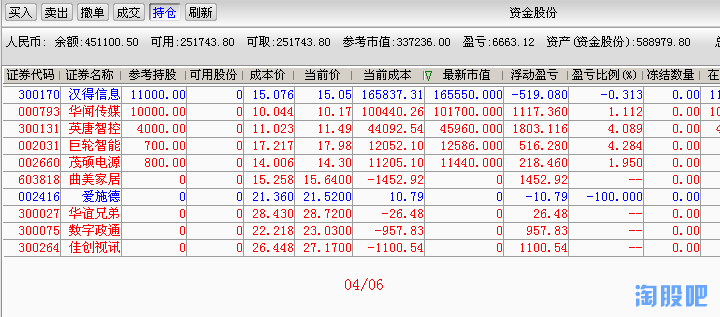 买入 卖出 撤单 成交 持仓 刷新 资金股份
人民币: 余额:451100.50 可用:251743.80 可取:251743.80 参考市值:337236.00 盈亏:6663.12 资产(资金股份):588979.80
证券代码 证券名称 参考持股 可用股份 成本价 当前价 当前成本 最新市值 浮动盈亏 盈亏比例(%) 冻结数量 在
300170 汉得信息 11000.00 0 15.076 15.05 165837.31 165550.000 -519.080 -0.313 0.00 11
000793 华闻传媒 10000.00 0 10.044 10.17 100440.26 101700.000 1117.360 1.112 0.00 10
300131 英唐智控 4000.00 0 11.023 11.49 44092.54 45960.000 1803.116 4.089 0.00 4
002031 巨轮智能 700.00 0 17.217 17.98 12052.10 12586.000 516.280 4.284 0.00
002660 茂硕电源 800.00 0 14.006 14.30 11205.10 11440.000 218.460 1.950 0.00
603818 曲美家居 0 0 15.258 15.6400 -1452.92 0 1452.92 -- 0.00
002416 爱施德 0 0 21.360 21.5200 10.79 0 -10.79 -100.000 0.00
300027 华谊兄弟 0 0 28.430 28.7200 -26.48 0 26.48 -- 0.00
300075 数字政通 0 0 22.218 23.0300 -957.83 0 957.83 -- 0.00
300264 佳创视讯 0 0 26.448 27.1700 -1100.54 0 1100.54 -- 0.00
04/06
淘股吧